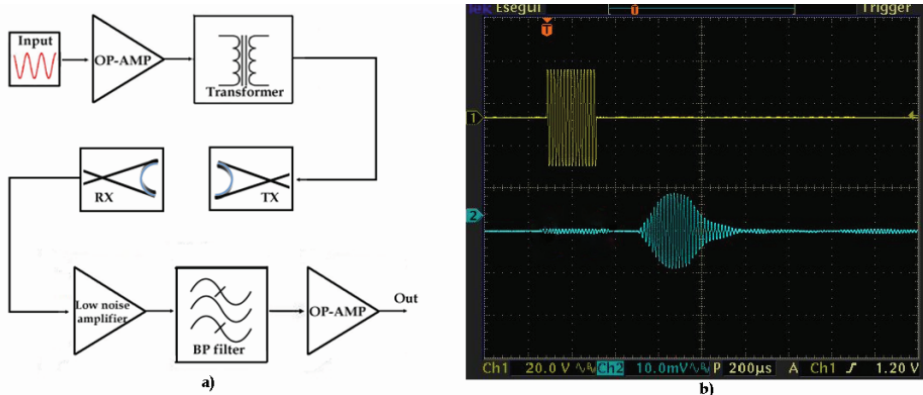 Input
OP-AMP
Transformer
RX
TX
Low noise
amplifier
BP filter
OP-AMP
Out
a)
Tek Esegui Trigger
T
T
1
2
Ch1 20.0 V Ch2 10.0mV P 200µs A Ch1 1.20 V
b)